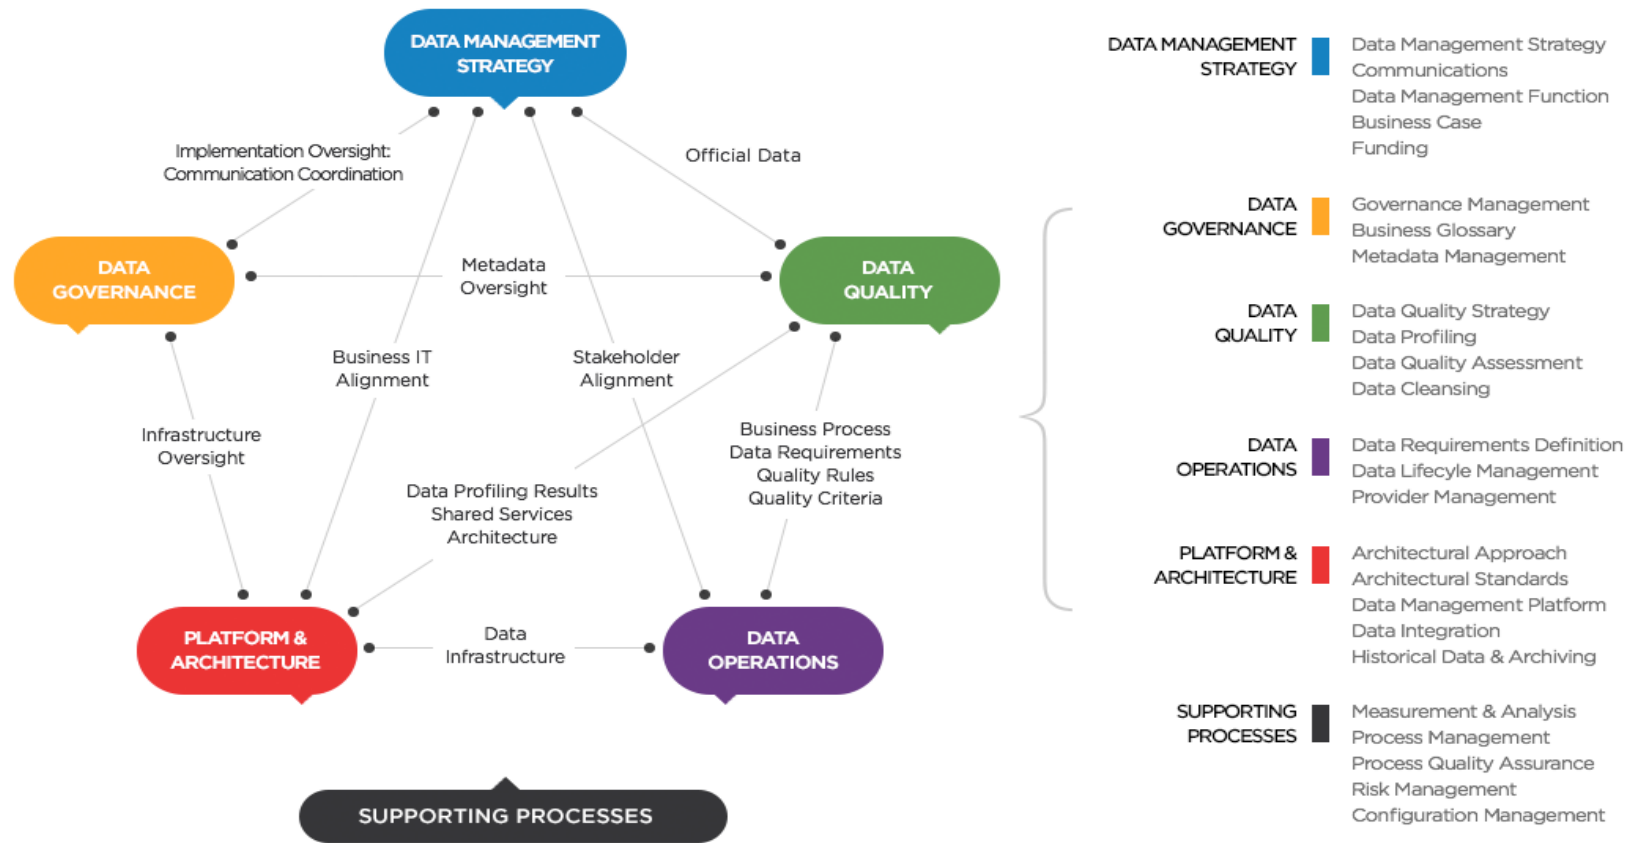 DATA MANAGEMENT
STRATEGY
Implementation Oversight:
Communication Coordination
Official Data
DATA
GOVERNANCE
Metadada
Oversight
DATA
QUALITY
Business IT
Alignment
Stakeholder
Alignment
Infrastructure
Oversight
Business Process
Data Requirements
Quality Rules
Quality Criteria
Data Profiling Results
Shared Services
Architecture
PLATFORM &
ARCHITECTURE
Data
Infrastructure
DATA
OPERATIONS
SUPPORTING PROCESSES
DATA MANAGEMENT
STRATEGY
Data Management Strategy
Communications
Data Management Function
Business Case
Funding
DATA
GOVERNANCE
Governance Management
Business Glossary
Metadata Management
DATA
QUALITY
Data Quality Strategy
Data Profiling
Data Quality Assessment
Data Cleansing
DATA
OPERATIONS
Data Requirements Definition
Data Lifecyle Management
Provider Management
PLATFORM &
ARCHITECTURE
Architectural Approach
Architectural Standards
Data Management Platform
Data Integration
Historical Data & Archiving
SUPPORTING
PROCESSES
Measurement & Analysis
Process Management
Process Quality Assurance
Risk Management
Configuration Management